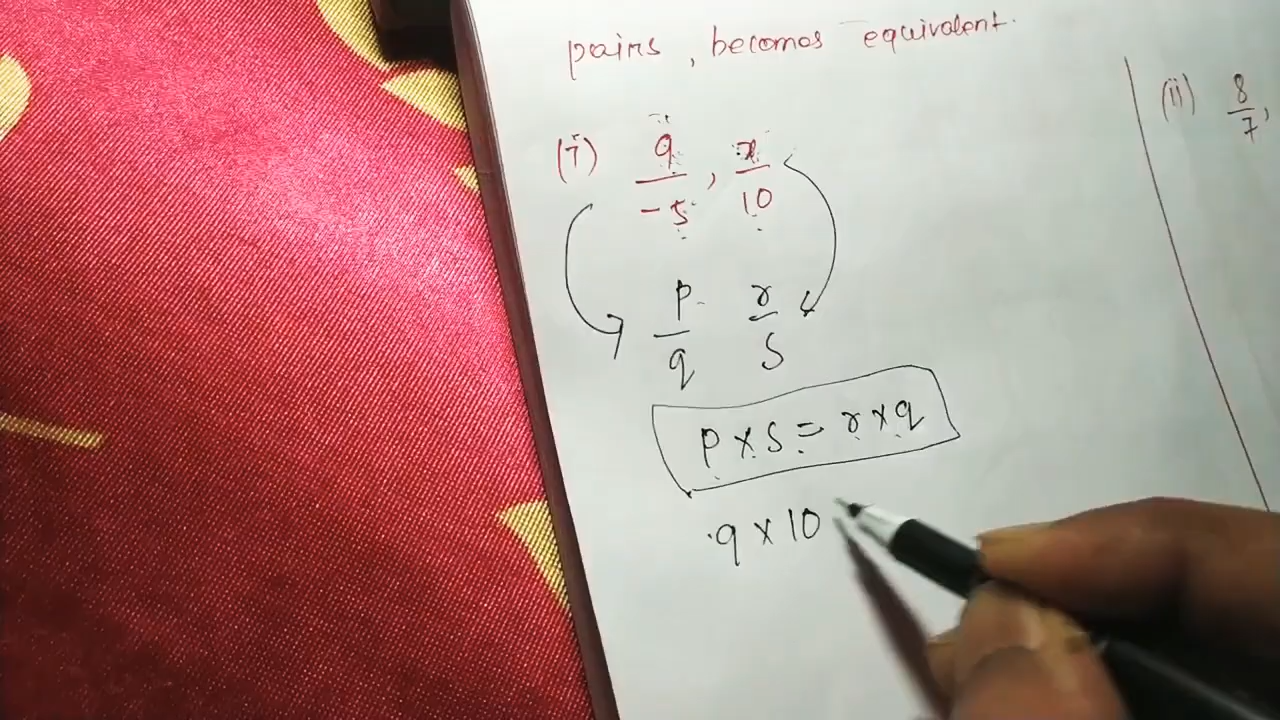 pairs, becomes equivalent.
(i) 9/-5, x/10
(ii) 8/7,
p/q r/s
p x s = r x q
9 x 10